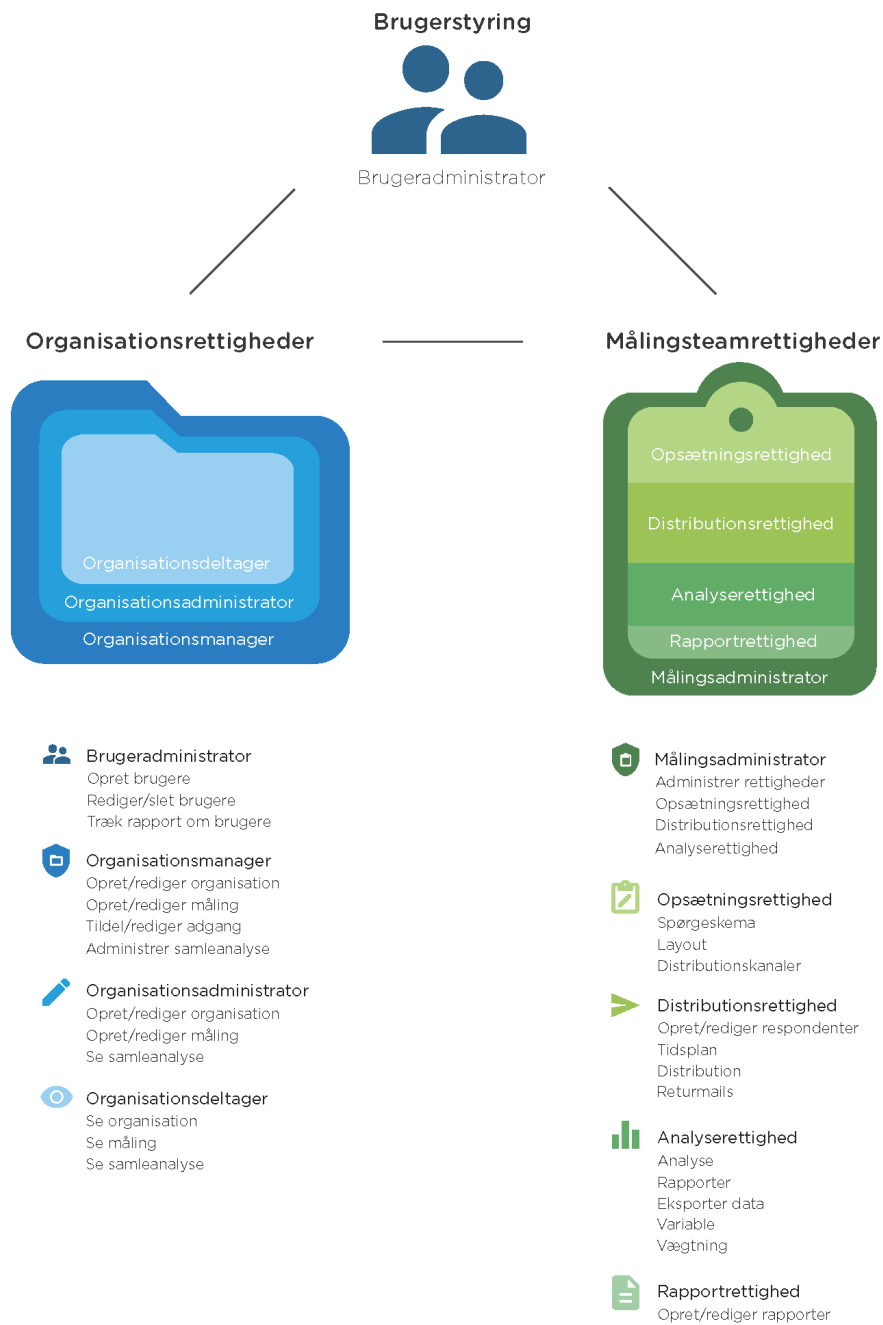 Brugerstyring
Brugeradministrator
Organisationsrettigheder
Organisationsdeltager
Organisationsadministrator
Organisationsmanager
Målingsteamrettigheder
Opsætningsrettighed
Distributionsrettighed
Analyserettighed
Rapportrettighed
Målingsadministrator
Brugeradministrator
Opret brugere
Rediger/slet brugere
Træk rapport om brugere
Organisationsmanager
Opret/rediger organisation
Opret/rediger måling
Tildel/rediger adgang
Administrer samleanalyse
Organisationsadministrator
Opret/rediger organisation
Opret/rediger måling
Se samleanalyse
Organisationsdeltager
Se organisation
Se måling
Se samleanalyse
Målingsadministrator
Administrer rettigheder
Opsætningsrettighed
Distributionsrettighed
Analyserettighed
Opsætningsrettighed
Spørgeskema
Layout
Distributionskanaler
Distributionsrettighed
Opret/rediger respondenter
Tidsplan
Distribution
Returmails
Analyserettighed
Analyse
Rapporter
Eksporter data
Variable
Vægtning
Rapportrettighed
Opret/rediger rapporter